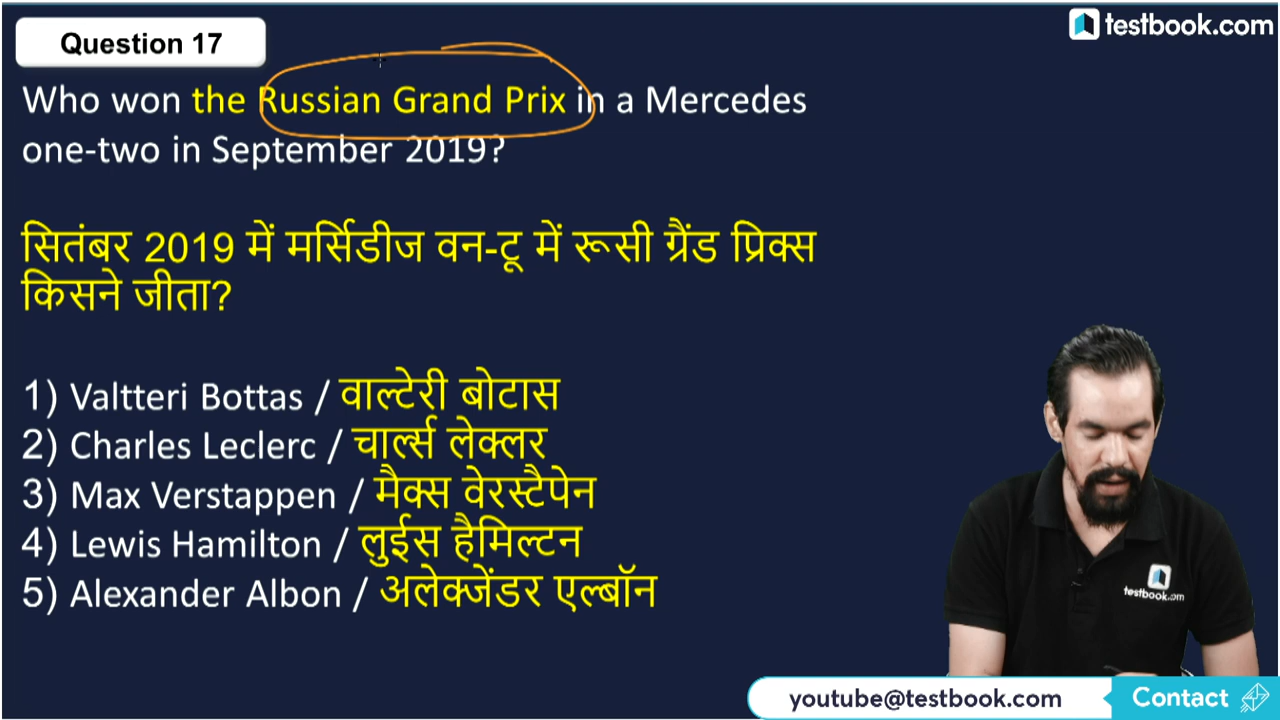 Question 17
testbook.com
Who won the Russian Grand Prix in a Mercedes
one-two in September 2019?
सितंबर 2019 में मर्सिडीज वन-टू में रूसी ग्रैंड प्रिक्स
किसने जीता?
1) Valtteri Bottas / वाल्टेरी बोटास
2) Charles Leclerc / चार्ल्स लेक्लर
3) Max Verstappen / मैक्स वेरस्टैपेन
4) Lewis Hamilton / लुईस हैमिल्टन
5) Alexander Albon / अलेक्जेंडर एल्बॉन
testbook.com
youtube@testbook.com
Contact